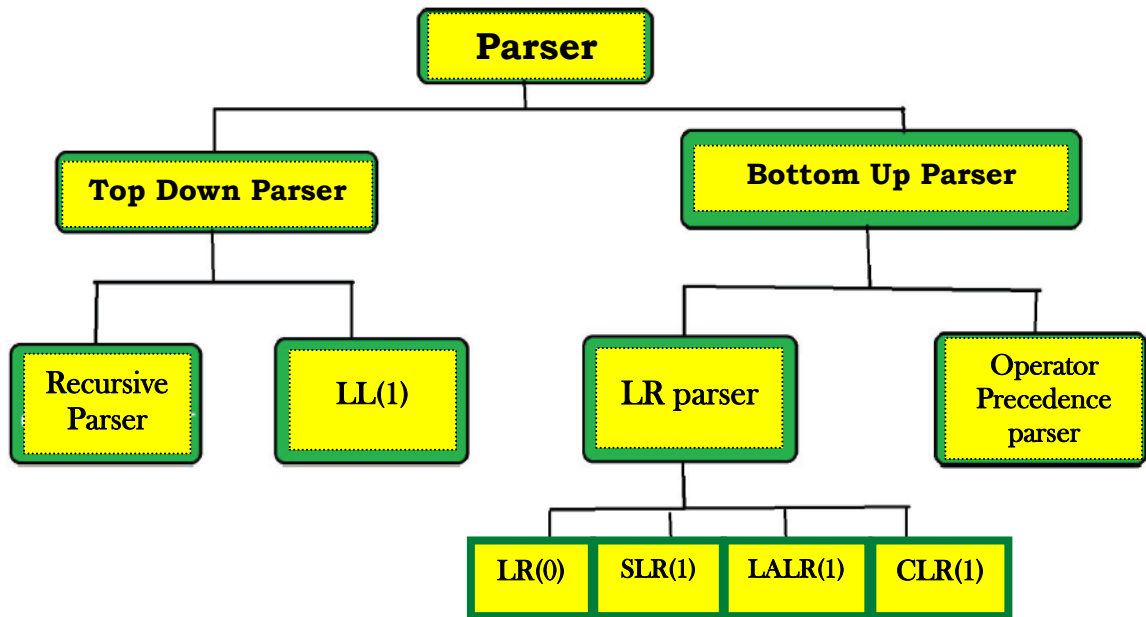 Parser
Top Down Parser
Bottom Up Parser
Recursive
Parser
LL(1)
LR parser
Operator
Precedence
parser
LR(0)
SLR(1)
LALR(1)
CLR(1)